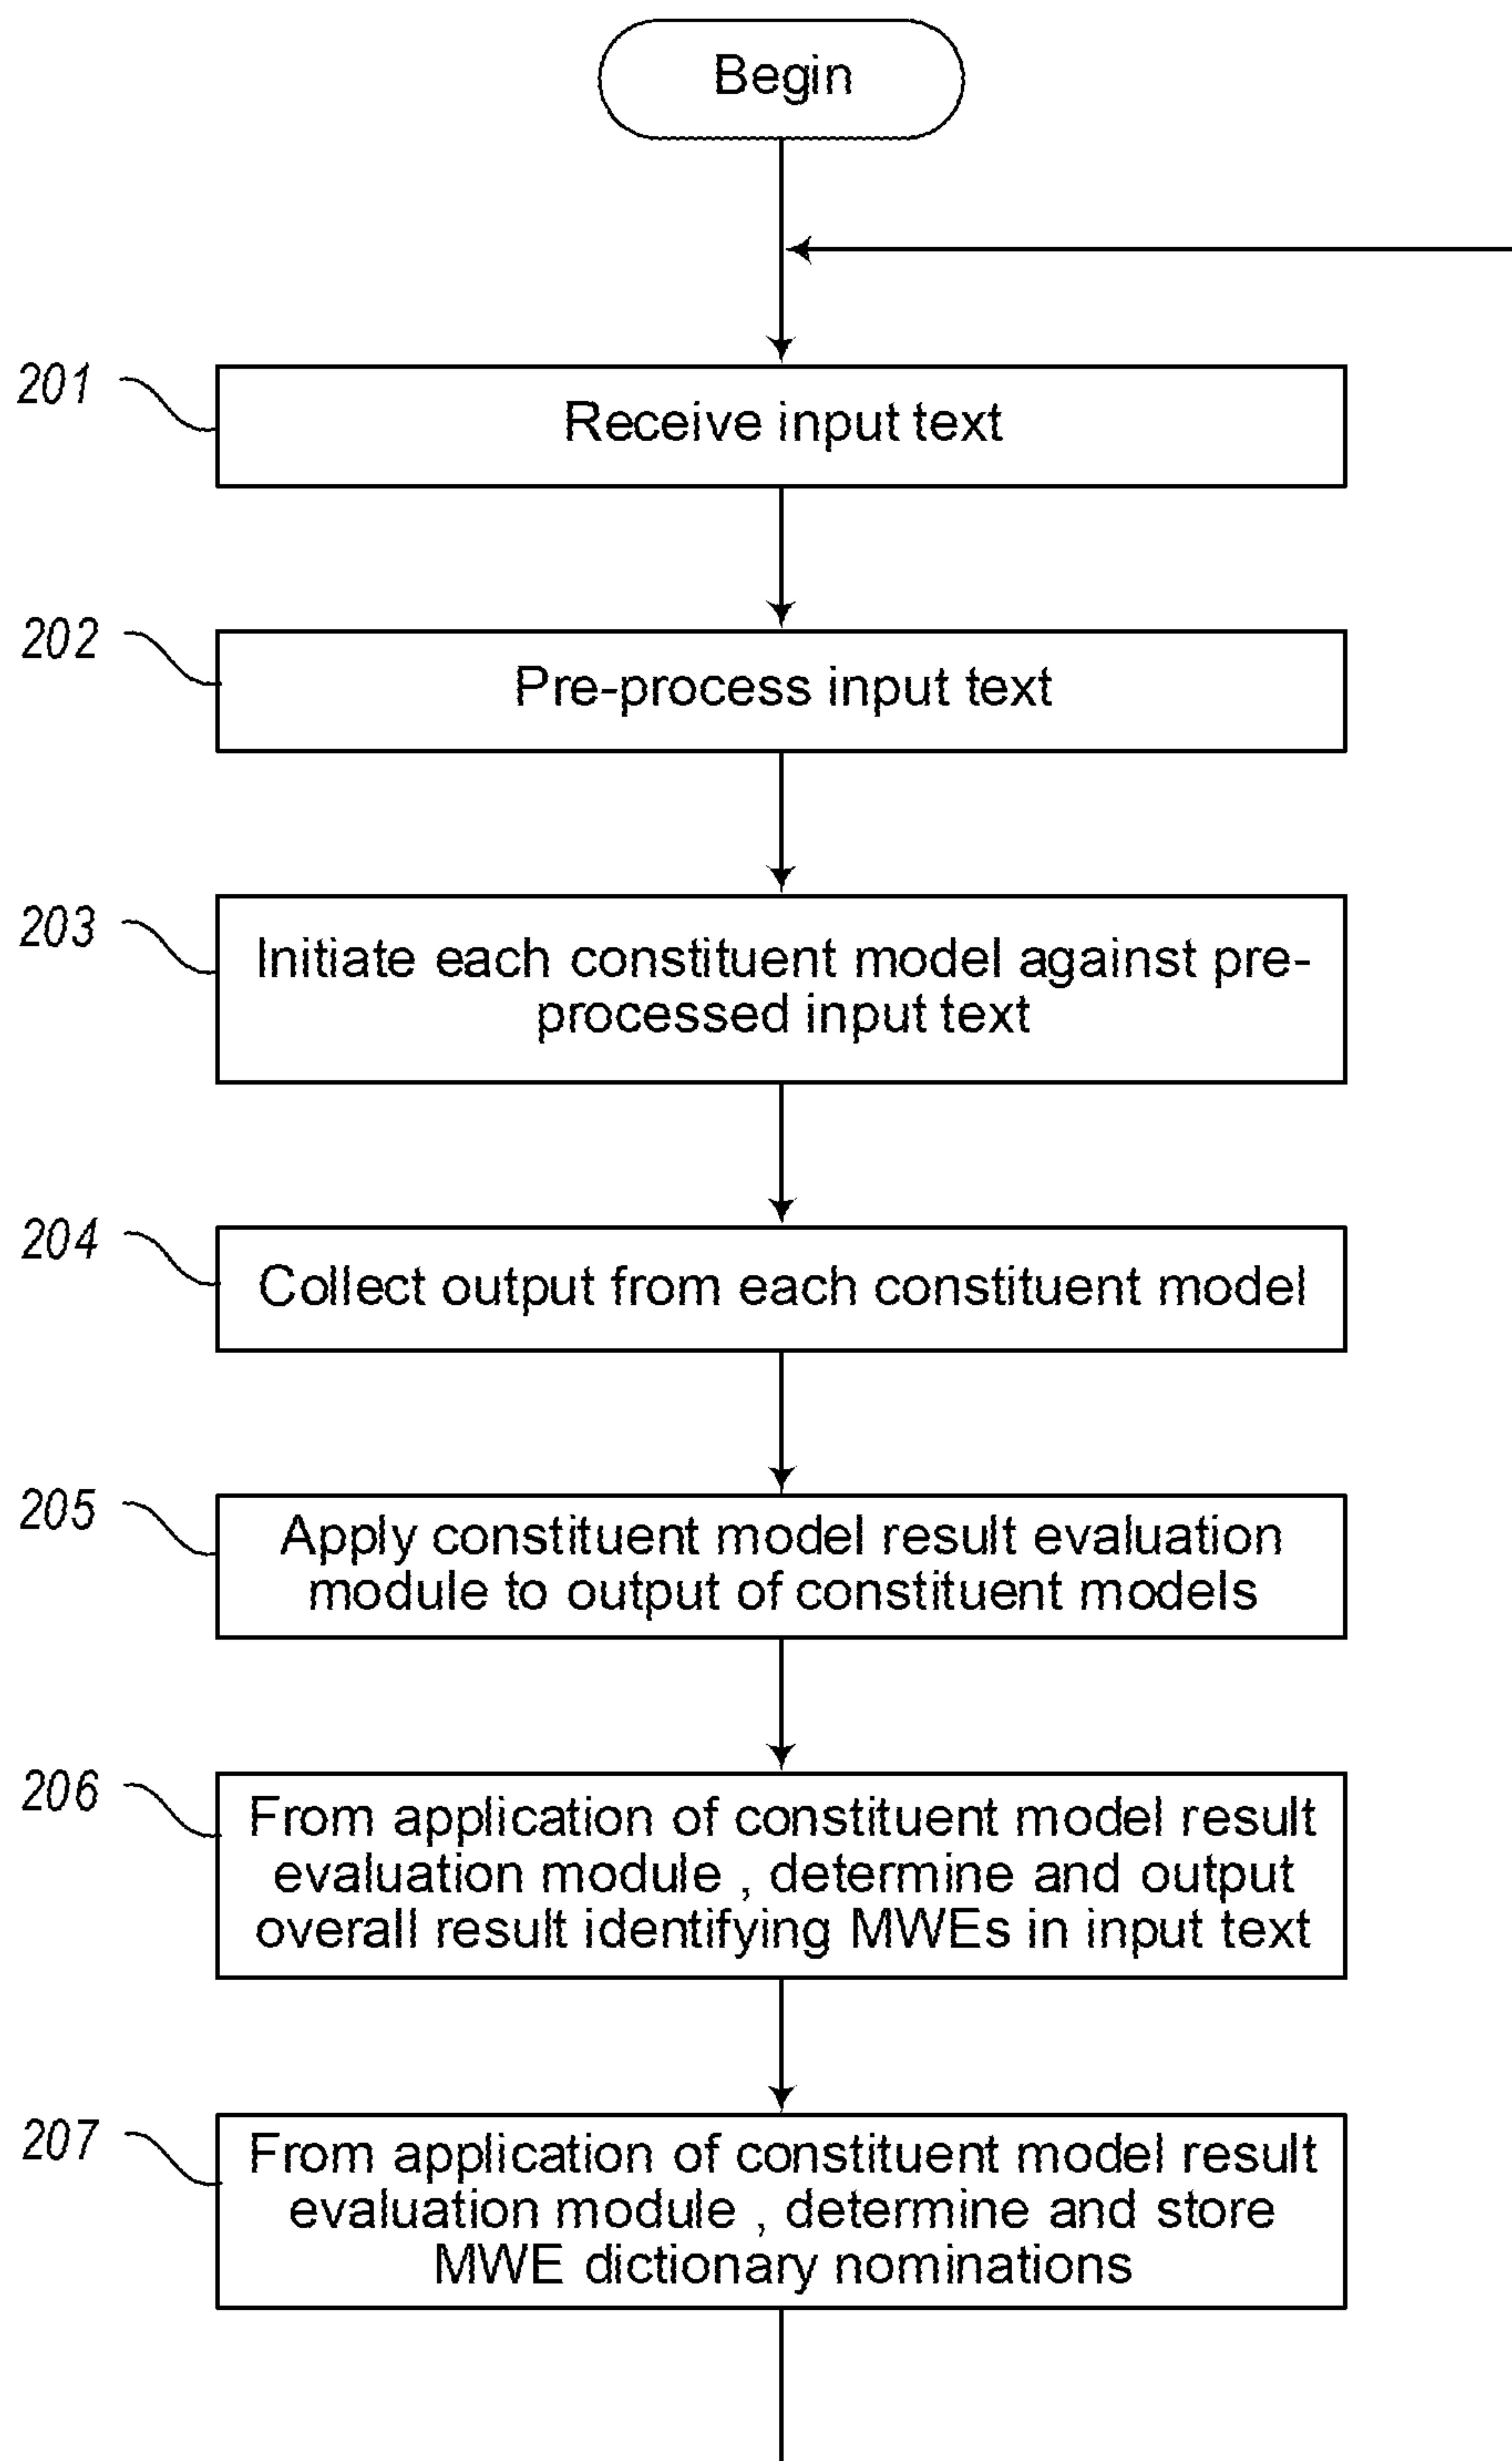 Begin
201
Receive input text
202
Pre-process input text
203
Initiate each constituent model against pre-
processed input text
204
Collect output from each constituent model
205
Apply constituent model result evaluation
module to output of constituent models
206
From application of constituent model result
evaluation module , determine and output
overall result identifying MWEs in input text
207
From application of constituent model result
evaluation module , determine and store
MWE dictionary nominations